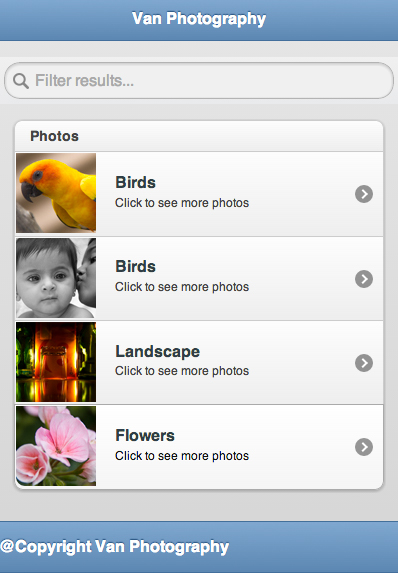 Van Photography
Filter results...
Photos
Birds
Click to see more photos
Birds
Click to see more photos
Landscape
Click to see more photos
Flowers
Click to see more photos
@Copyright Van Photography